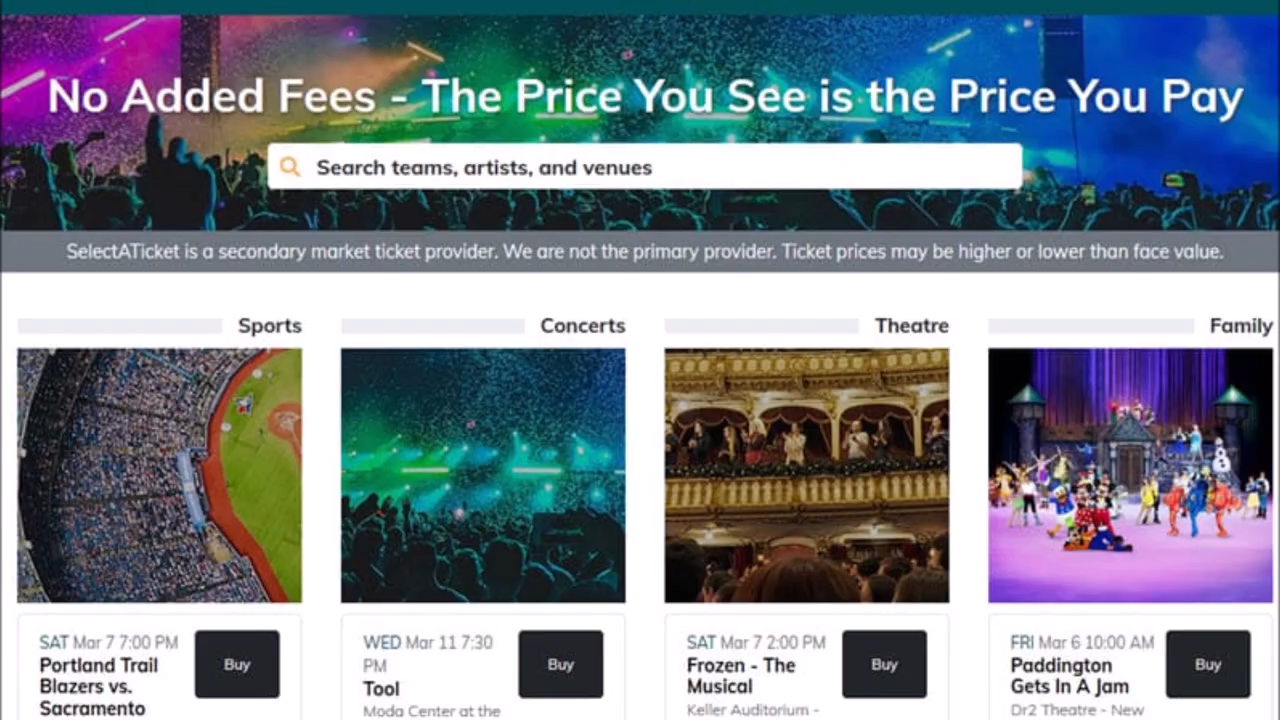 No Added Fees - The Price You See is the Price You Pay
Search teams, artists, and venues
SelectATicket is a secondary market ticket provider. We are not the primary provider. Ticket prices may be higher or lower than face value.
Sports
Concerts
Theatre
Family
SAT Mar 7 7:00 PM
Portland Trail
Blazers vs.
Sacramento
Buy
WED Mar 11 7:30
PM
Tool
Moda Center at the
Buy
SAT Mar 7 2:00 PM
Frozen - The
Musical
Keller Auditorium -
Buy
FRI Mar 6 10:00 AM
Paddington
Gets In A Jam
Dr2 Theatre - New
Buy